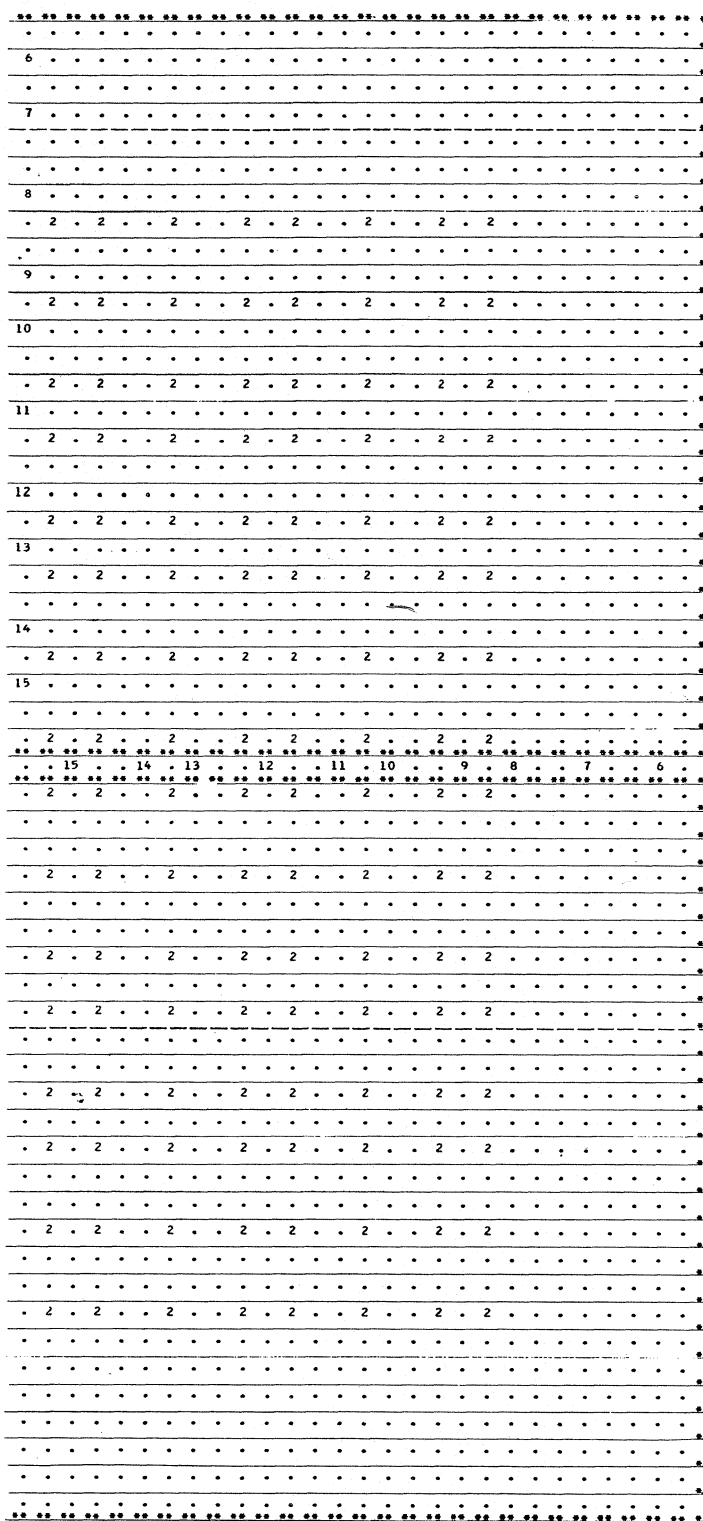 ** ** ** ** ** ** ** ** ** ** ** ** ** ** ** ** ** ** ** ** ** ** ** ** ** ** ** **
. . . . . . . . . . . . . . . . . . . . . . . . . . . .
6 . . . . . . . . . . . . . . . . . . . . . . . . . . .
. . . . . . . . . . . . . . . . . . . . . . . . . . . .
7 . . . . . . . . . . . . . . . . . . . . . . . . . . .
. . . . . . . . . . . . . . . . . . . . . . . . . . . .
. . . . . . . . . . . . . . . . . . . . . . . . . . . .
8 . . . . . . . . . . . . . . . . . . . . . . . . . . .
. 2 . 2 . . 2 . . 2 . 2 . . 2 . . 2 . 2 . . . . . . . .
. . . . . . . . . . . . . . . . . . . . . . . . . . . .
9 . . . . . . . . . . . . . . . . . . . . . . . . . . .
. 2 . 2 . . 2 . . 2 . 2 . . 2 . . 2 . 2 . . . . . . . .
10 . . . . . . . . . . . . . . . . . . . . . . . . . . .
. . . . . . . . . . . . . . . . . . . . . . . . . . . .
. 2 . 2 . . 2 . . 2 . 2 . . 2 . . 2 . 2 . . . . . . . .
11 . . . . . . . . . . . . . . . . . . . . . . . . . . .
. 2 . 2 . . 2 . . 2 . 2 . . 2 . . 2 . 2 . . . . . . . .
. . . . . . . . . . . . . . . . . . . . . . . . . . . .
12 . . . . . . . . . . . . . . . . . . . . . . . . . . .
. 2 . 2 . . 2 . . 2 . 2 . . 2 . . 2 . 2 . . . . . . . .
13 . . . . . . . . . . . . . . . . . . . . . . . . . . .
. 2 . 2 . . 2 . . 2 . 2 . . 2 . . 2 . 2 . . . . . . . .
. . . . . . . . . . . . . . . . . . . . . . . . . . . .
14 . . . . . . . . . . . . . . . . . . . . . . . . . . .
. 2 . 2 . . 2 . . 2 . 2 . . 2 . . 2 . 2 . . . . . . . .
15 . . . . . . . . . . . . . . . . . . . . . . . . . . .
. . . . . . . . . . . . . . . . . . . . . . . . . . . .
. 2 . 2 . . 2 . . 2 . 2 . . 2 . . 2 . 2 . . . . . . . .
** ** ** ** ** ** ** ** ** ** ** ** ** ** ** ** ** ** ** ** ** ** ** ** ** ** ** **
. . 15 . . 14 . 13 . . 12 . . 11 . 10 . . 9 . 8 . . 7 . . 6 .
** ** ** ** ** ** ** ** ** ** ** ** ** ** ** ** ** ** ** ** ** ** ** ** ** ** ** **
. 2 . 2 . . 2 . . 2 . 2 . . 2 . . 2 . 2 . . . . . . . .
. . . . . . . . . . . . . . . . . . . . . . . . . . . .
. . . . . . . . . . . . . . . . . . . . . . . . . . . .
. 2 . 2 . . 2 . . 2 . 2 . . 2 . . 2 . 2 . . . . . . . .
. . . . . . . . . . . . . . . . . . . . . . . . . . . .
. . . . . . . . . . . . . . . . . . . . . . . . . . . .
. 2 . 2 . . 2 . . 2 . 2 . . 2 . . 2 . 2 . . . . . . . .
. . . . . . . . . . . . . . . . . . . . . . . . . . . .
. 2 . 2 . . 2 . . 2 . 2 . . 2 . . 2 . 2 . . . . . . . .
. . . . . . . . . . . . . . . . . . . . . . . . . . . .
. . . . . . . . . . . . . . . . . . . . . . . . . . . .
. 2 . 2 . . 2 . . 2 . 2 . . 2 . . 2 . 2 . . . . . . . .
. . . . . . . . . . . . . . . . . . . . . . . . . . . .
. 2 . 2 . . 2 . . 2 . 2 . . 2 . . 2 . 2 . . . . . . . .
. . . . . . . . . . . . . . . . . . . . . . . . . . . .
. . . . . . . . . . . . . . . . . . . . . . . . . . . .
. 2 . 2 . . 2 . . 2 . 2 . . 2 . . 2 . 2 . . . . . . . .
. . . . . . . . . . . . . . . . . . . . . . . . . . . .
. . . . . . . . . . . . . . . . . . . . . . . . . . . .
. 2 . 2 . . 2 . . 2 . 2 . . 2 . . 2 . 2 . . . . . . . .
. . . . . . . . . . . . . . . . . . . . . . . . . . . .
. . . . . . . . . . . . . . . . . . . . . . . . . . . .
. . . . . . . . . . . . . . . . . . . . . . . . . . . .
. . . . . . . . . . . . . . . . . . . . . . . . . . . .
. . . . . . . . . . . . . . . . . . . . . . . . . . . .
. . . . . . . . . . . . . . . . . . . . . . . . . . . .
. . . . . . . . . . . . . . . . . . . . . . . . . . . .
** ** ** ** ** ** ** ** ** ** ** ** ** ** ** ** ** ** ** ** ** ** ** ** ** ** ** **